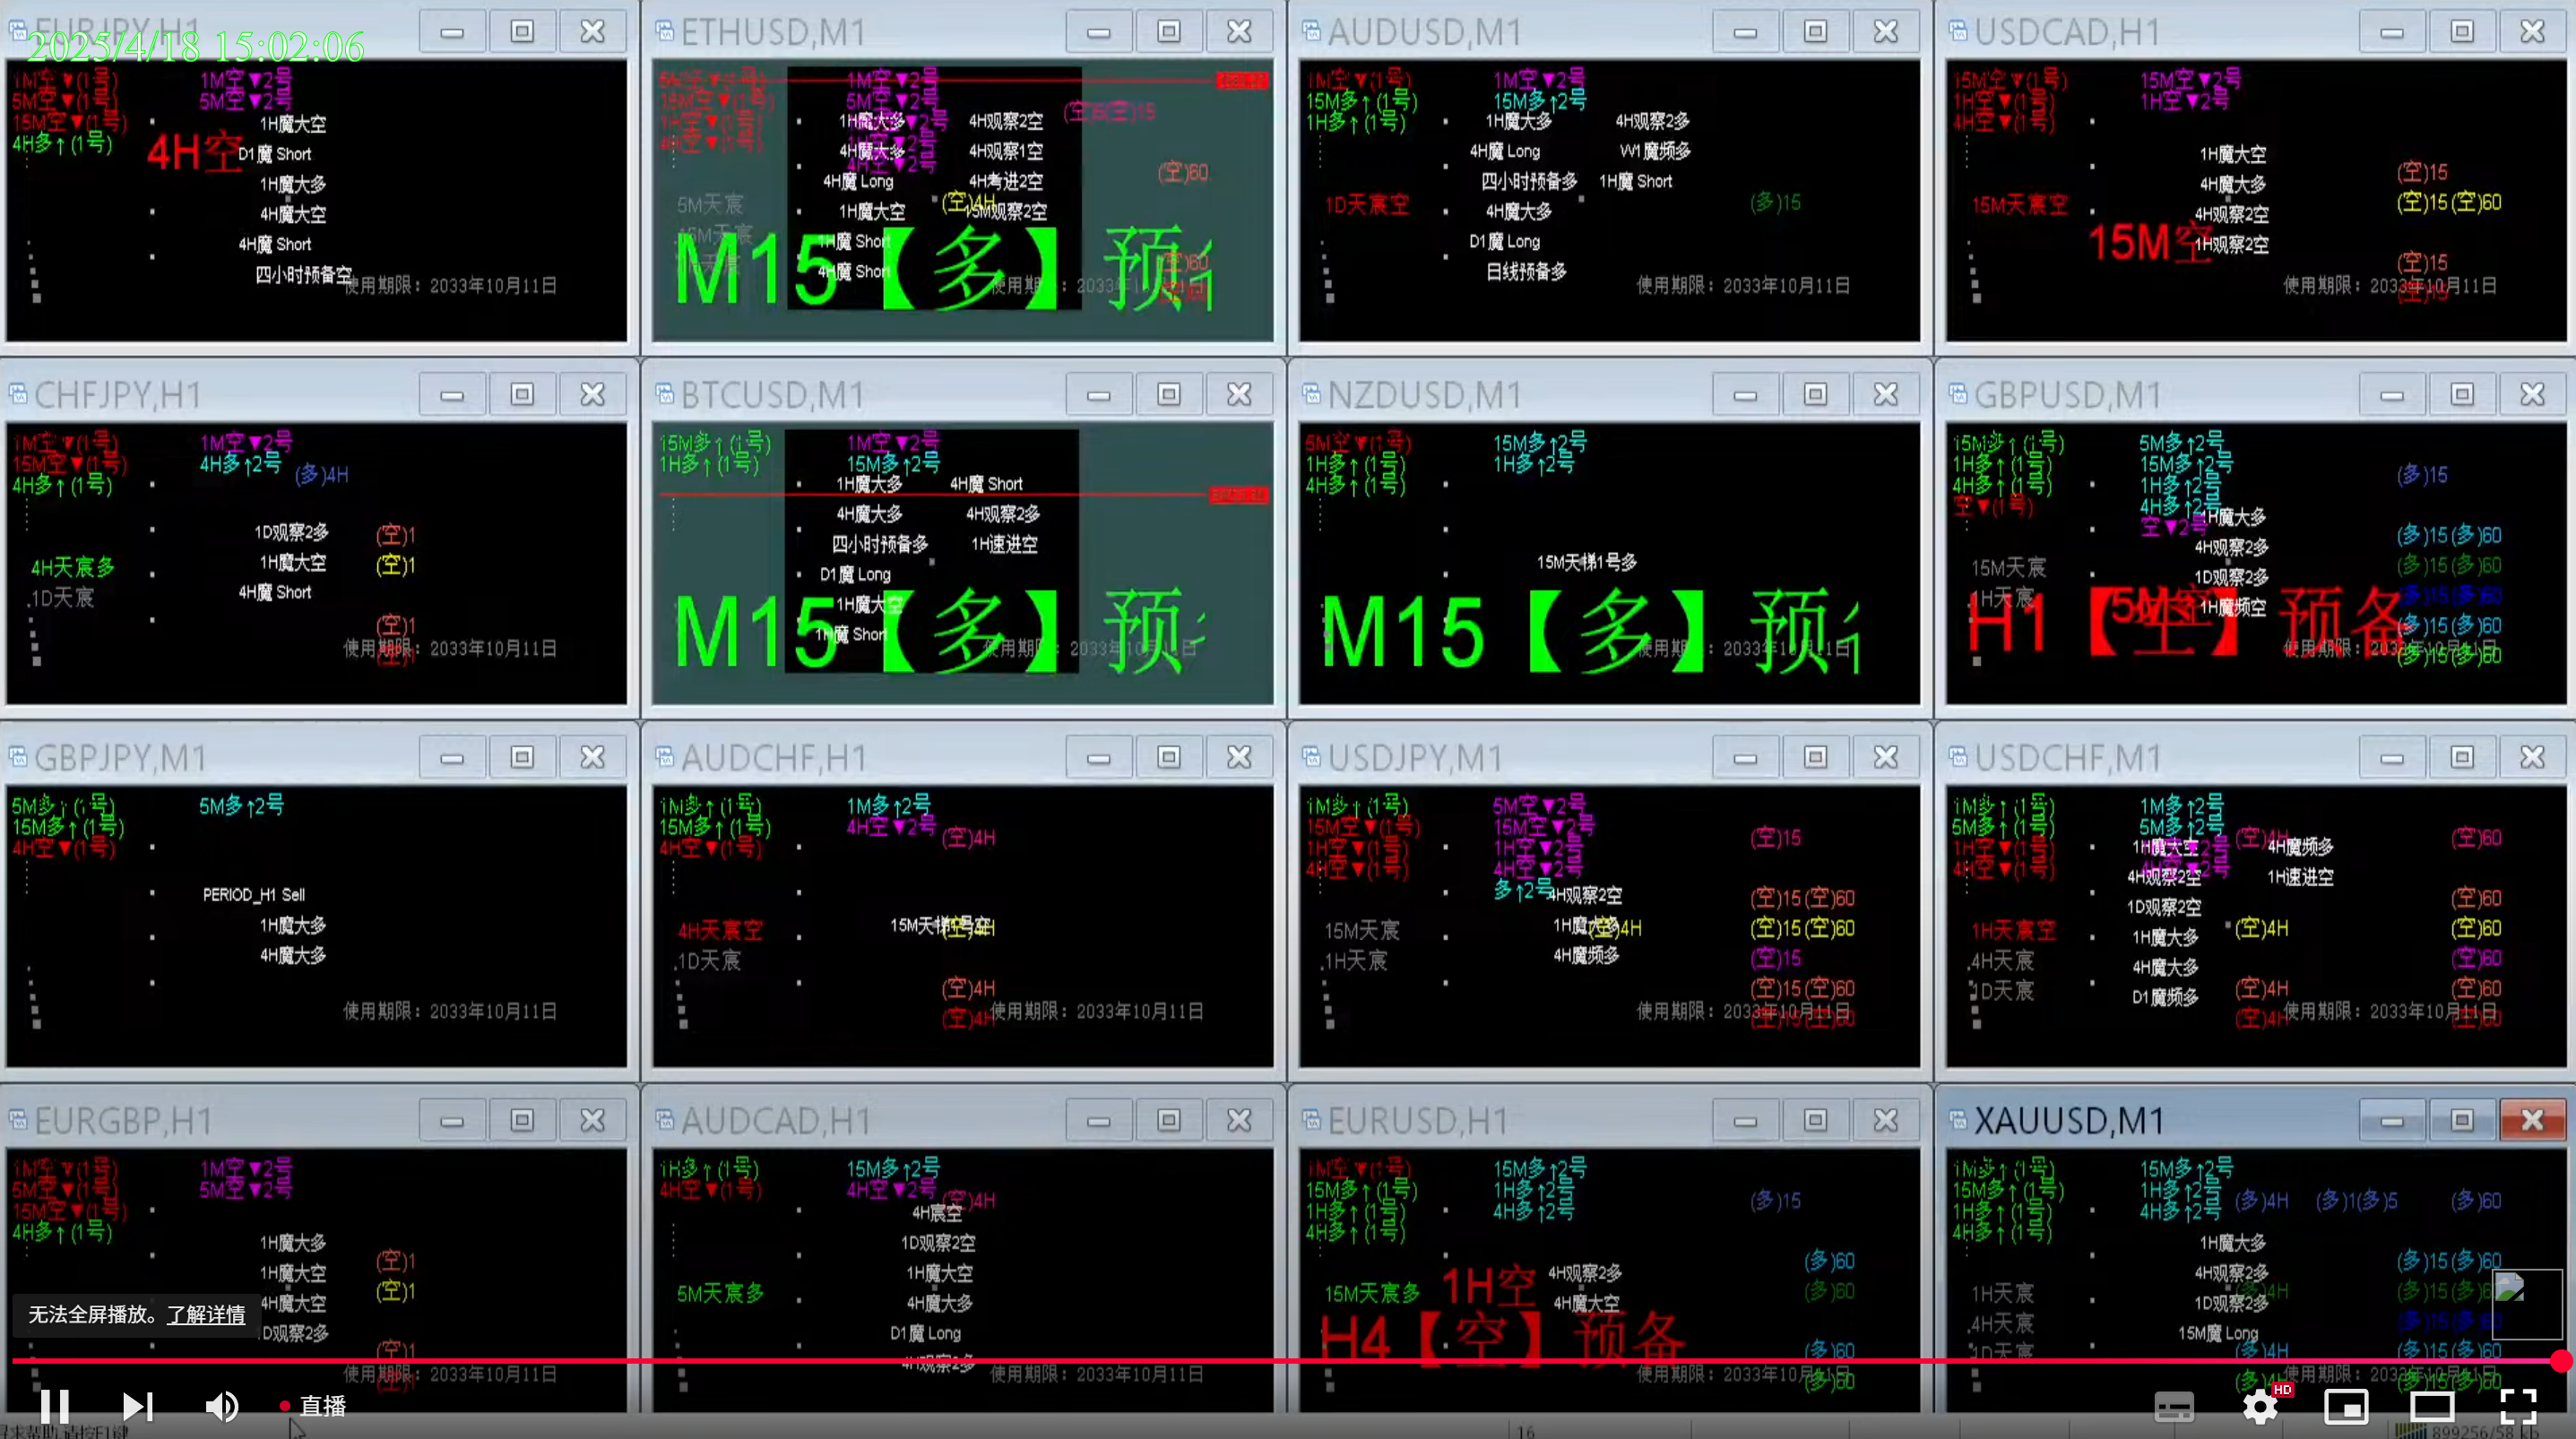 EURJPY,H1
2025/4/18 15:02:06
1M空▼(1号)
5M空▼(1号)
15M空▼(1号)
4H多↑(1号)
1M空▼2号
5M空▼2号
4H空
1H魔大空
D1魔 Short
1H魔大多
4H魔大空
4H魔 Short
四小时预备空
使用期限：2033年10月11日
ETHUSD,M1
15M空▼(1号)
1M空▼2号
5M空▼2号
1H魔大多
4H魔大多
4H魔 Long
1H魔大空
1H魔 Short
4H魔 Short
4H观察2空
4H观察1空
4H考进2空
15M观察2空
(空)4H
(空)60
5M天宸
15M天宸
M15【多】预
AUDUSD,M1
1M空▼(1号)
15M多↑(1号)
1H多↑(1号)
1M空▼2号
15M多↑2号
1H魔大多
4H魔 Long
四小时预备多
4H魔大多
D1魔 Long
日线预备多
4H观察2多
W1魔频多
1H魔 Short
1D天宸空
(多)15
使用期限：2033年10月11日
USDCAD,H1
15M空▼(1号)
1H空▼(1号)
4H空▼(1号)
15M空▼2号
1H空▼2号
1H魔大空
4H魔大多
4H观察2空
1H观察2空
15M天宸空
15M空
(空)15
(空)15(空)60
(空)15
(空)15
使用期限：2033年10月11日
CHFJPY,H1
1M空▼(1号)
15M空▼(1号)
4H多↑(1号)
1M空▼2号
4H多↑2号
(多)4H
1D观察2多
1H魔大空
4H魔 Short
(空)1
(空)1
(空)1
(空)1
4H天宸多
1D天宸
使用期限：2033年10月11日
BTCUSD,M1
15M多↑(1号)
1H多↑(1号)
1M空▼2号
15M多↑2号
1H魔大多
4H魔大多
四小时预备多
D1魔 Long
1H魔大空
1H魔 Short
4H魔 Short
4H观察2多
1H速进空
M15【多】预
NZDUSD,M1
5M空▼(1号)
1H多↑(1号)
4H多↑(1号)
15M多↑2号
1H多↑2号
15M天梯1号多
M15【多】预
GBPUSD,M1
15M多↑(1号)
1H多↑(1号)
4H多↑(1号)
空▼(1号)
5M多↑2号
15M多↑2号
1H多↑2号
4H多↑2号
空▼2号
1H魔大多
4H观察2多
1D观察2多
1H魔频空
15M天宸
1H天宸
5M空
H1【空】预备
(多)15
(多)15(多)60
(多)15(多)60
(多)15(多)60
(多)15(多)60
(多)15(多)60
GBPJPY,M1
5M多↑(1号)
15M多↑(1号)
4H空▼(1号)
5M多↑2号
PERIOD_H1 Sell
1H魔大多
4H魔大多
使用期限：2033年10月11日
AUDCHF,H1
1M多↑(1号)
15M多↑(1号)
4H空▼(1号)
1M多↑2号
4H空▼2号
(空)4H
4H天宸空
1D天宸
(空)4H
(空)4H
(空)4H
使用期限：2033年10月11日
USDJPY,M1
1M多↑(1号)
15M空▼(1号)
1H空▼(1号)
4H空▼(1号)
5M空▼2号
15M空▼2号
1H空▼2号
4H空▼2号
多↑2号
4H观察2空
1H魔大多
4H魔频多
(空)4H
15M天宸
1H天宸
(空)15
(空)15(空)60
(空)15(空)60
(空)15
(空)15(空)60
(空)15(空)60
使用期限：2033年10月11日
USDCHF,M1
1M多↑(1号)
5M多↑(1号)
1H空▼(1号)
4H空▼(1号)
1M多↑2号
5M多↑2号
1H魔大空
4H观察2空
1D观察2空
1H魔大多
4H魔大多
D1魔频多
4H魔频多
1H速进空
1H天宸空
4H天宸
1D天宸
(空)4H
(空)4H
(空)4H
(空)4H
(空)60
(空)60
(空)60
(空)60
(空)60
(空)60
使用期限：2033年10月11日
EURGBP,H1
1M空▼(1号)
5M空▼(1号)
15M空▼(1号)
4H多↑(1号)
1M空▼2号
5M空▼2号
1H魔大多
1H魔大空
4H魔大空
1D观察2多
(空)1
(空)1
(空)1
(空)1
使用期限：2033年10月11日
AUDCAD,H1
1H多↑(1号)
4H空▼(1号)
15M多↑2号
4H空▼2号
(空)4H
4H宸空
1D观察2空
1H魔大空
4H魔大多
D1魔 Long
4H观察2多
5M天宸多
使用期限：2033年10月11日
EURUSD,H1
1M空▼(1号)
15M多↑(1号)
1H多↑(1号)
4H多↑(1号)
15M多↑2号
1H多↑2号
4H多↑2号
(多)15
15M天宸多
1H空
4H观察2多
4H魔大空
H4【空】预备
(多)60
(多)60
(多)60
(多)60
使用期限：2033年10月11日
XAUUSD,M1
1M多↑(1号)
15M多↑(1号)
1H多↑(1号)
4H多↑(1号)
15M多↑2号
1H多↑2号
4H多↑2号
(多)4H
(多)1(多)5
(多)60
1H魔大多
4H观察2多
1D观察2多
15M魔 Long
1H天宸
4H天宸
1D天宸
(多)15(多)60
(多)15(多)60
(多)4H
使用期限：2033年10月11日
无法全屏播放。了解详情
直播
HD
16
899256/58 kb